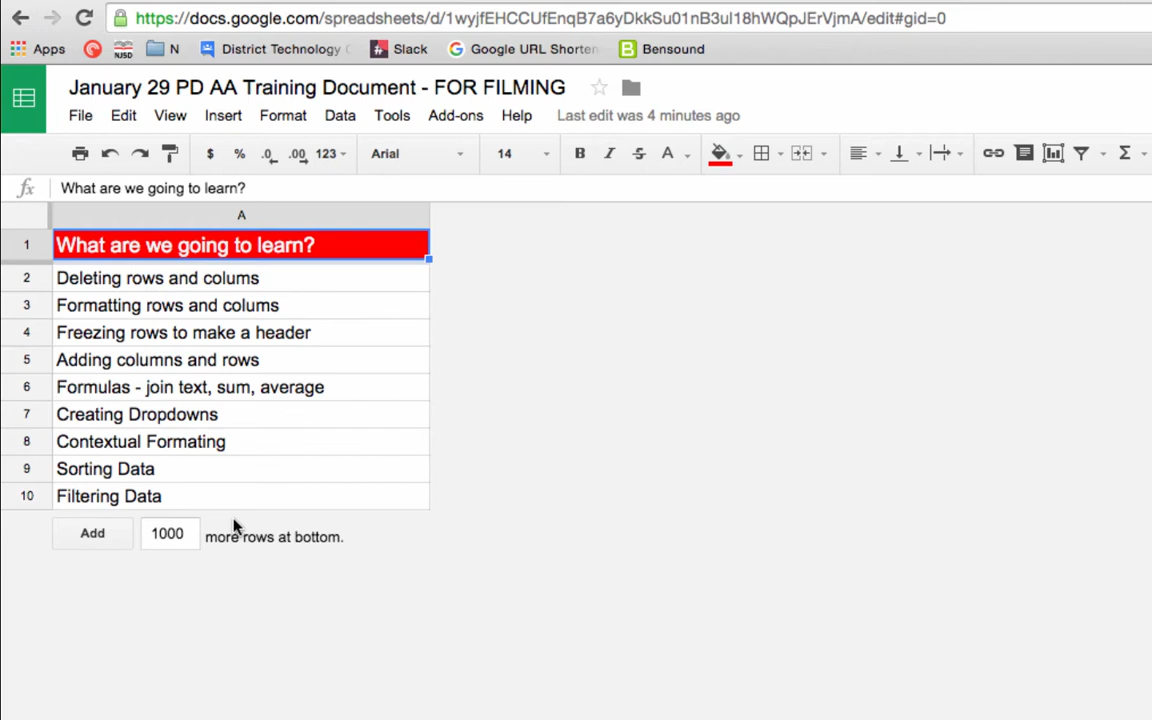 https://docs.google.com/spreadsheets/d/1wyjfEHCCUfEnqB7a6yDkkSu01nB3ul18hWQpJErVjmA/edit#gid=0
Apps NJSD N District Technology Slack Google URL Shorten Bensound
January 29 PD AA Training Document - FOR FILMING
File Edit View Insert Format Data Tools Add-ons Help Last edit was 4 minutes ago
$ % .0 .00 123 Arial 14 B I S A Σ
fx What are we going to learn?
A
1 What are we going to learn?
2 Deleting rows and colums
3 Formatting rows and colums
4 Freezing rows to make a header
5 Adding columns and rows
6 Formulas - join text, sum, average
7 Creating Dropdowns
8 Contextual Formating
9 Sorting Data
10 Filtering Data
Add 1000 more rows at bottom.